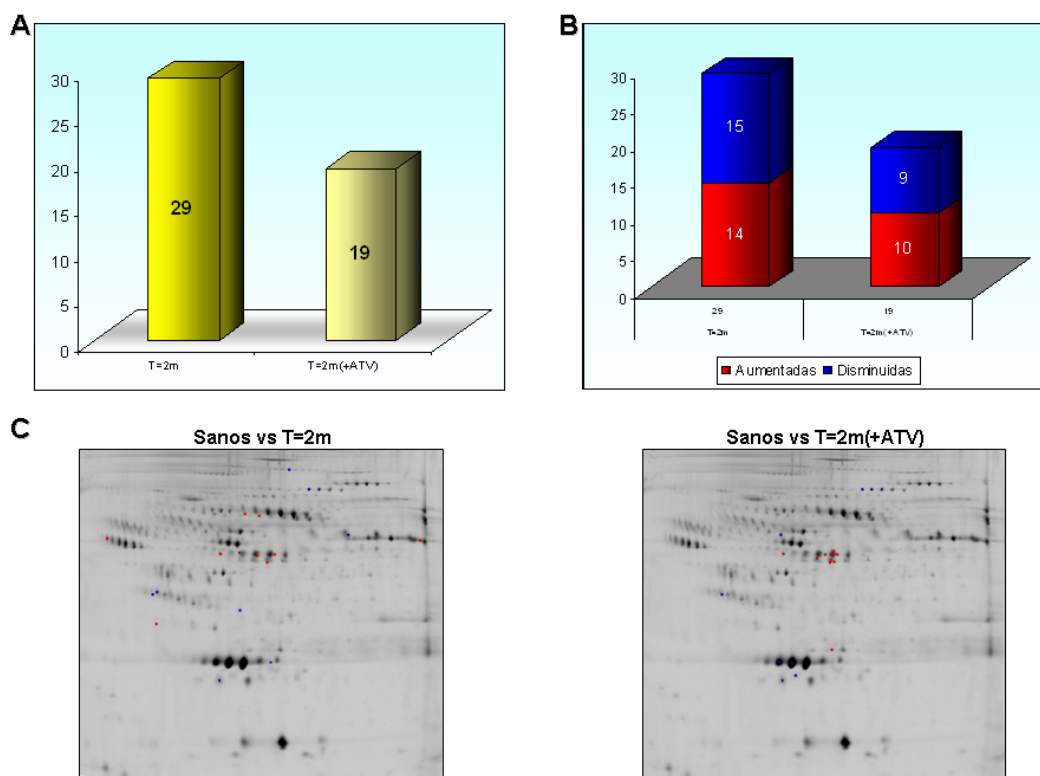 A
30
25
20
15
10
5
0
29
19
T=2m
T=2m(+ATV)
B
30
25
20
15
10
5
0
15
14
9
10
29
19
T=2m
T=2m(+ATV)
Aumentadas Disminuidas
C
Sanos vs T=2m
Sanos vs T=2m(+ATV)